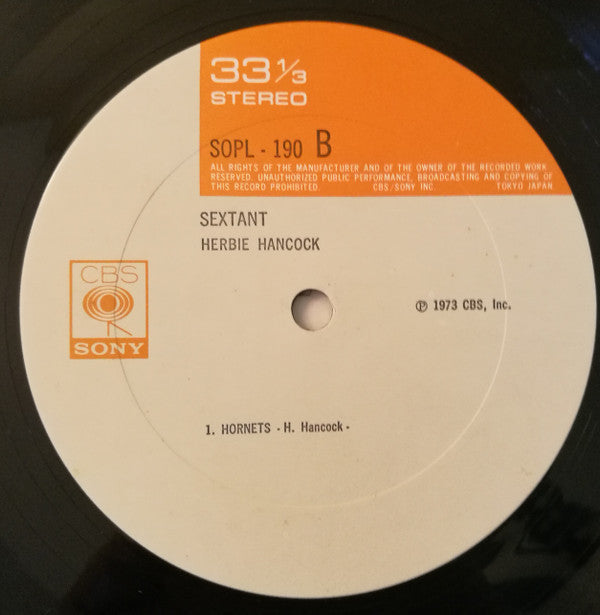 33 1/3
STEREO
SOPL - 190 B
ALL RIGHTS OF THE MANUFACTURER AND OF THE OWNER OF THE RECORDED WORK
RESERVED. UNAUTHORIZED PUBLIC PERFORMANCE, BROADCASTING AND COPYING OF
THIS RECORD PROHIBITED. CBS/SONY INC. TOKYO JAPAN
SEXTANT
HERBIE HANCOCK
CBS
SONY
℗ 1973 CBS, Inc.
1. HORNETS - H. Hancock -